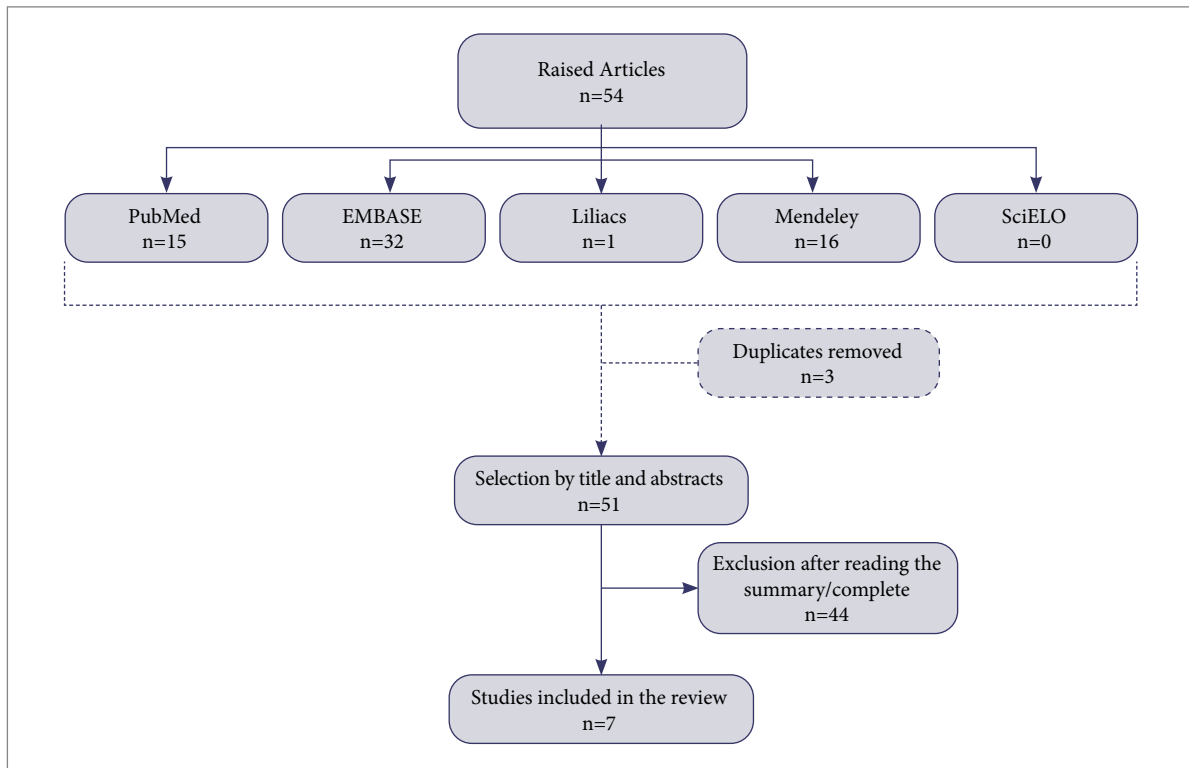 Raised Articles
n=54
PubMed
n=15
EMBASE
n=32
Liliacs
n=1
Mendeley
n=16
SciELO
n=0
Duplicates removed
n=3
Selection by title and abstracts
n=51
Exclusion after reading the
summary/complete
n=44
Studies included in the review
n=7